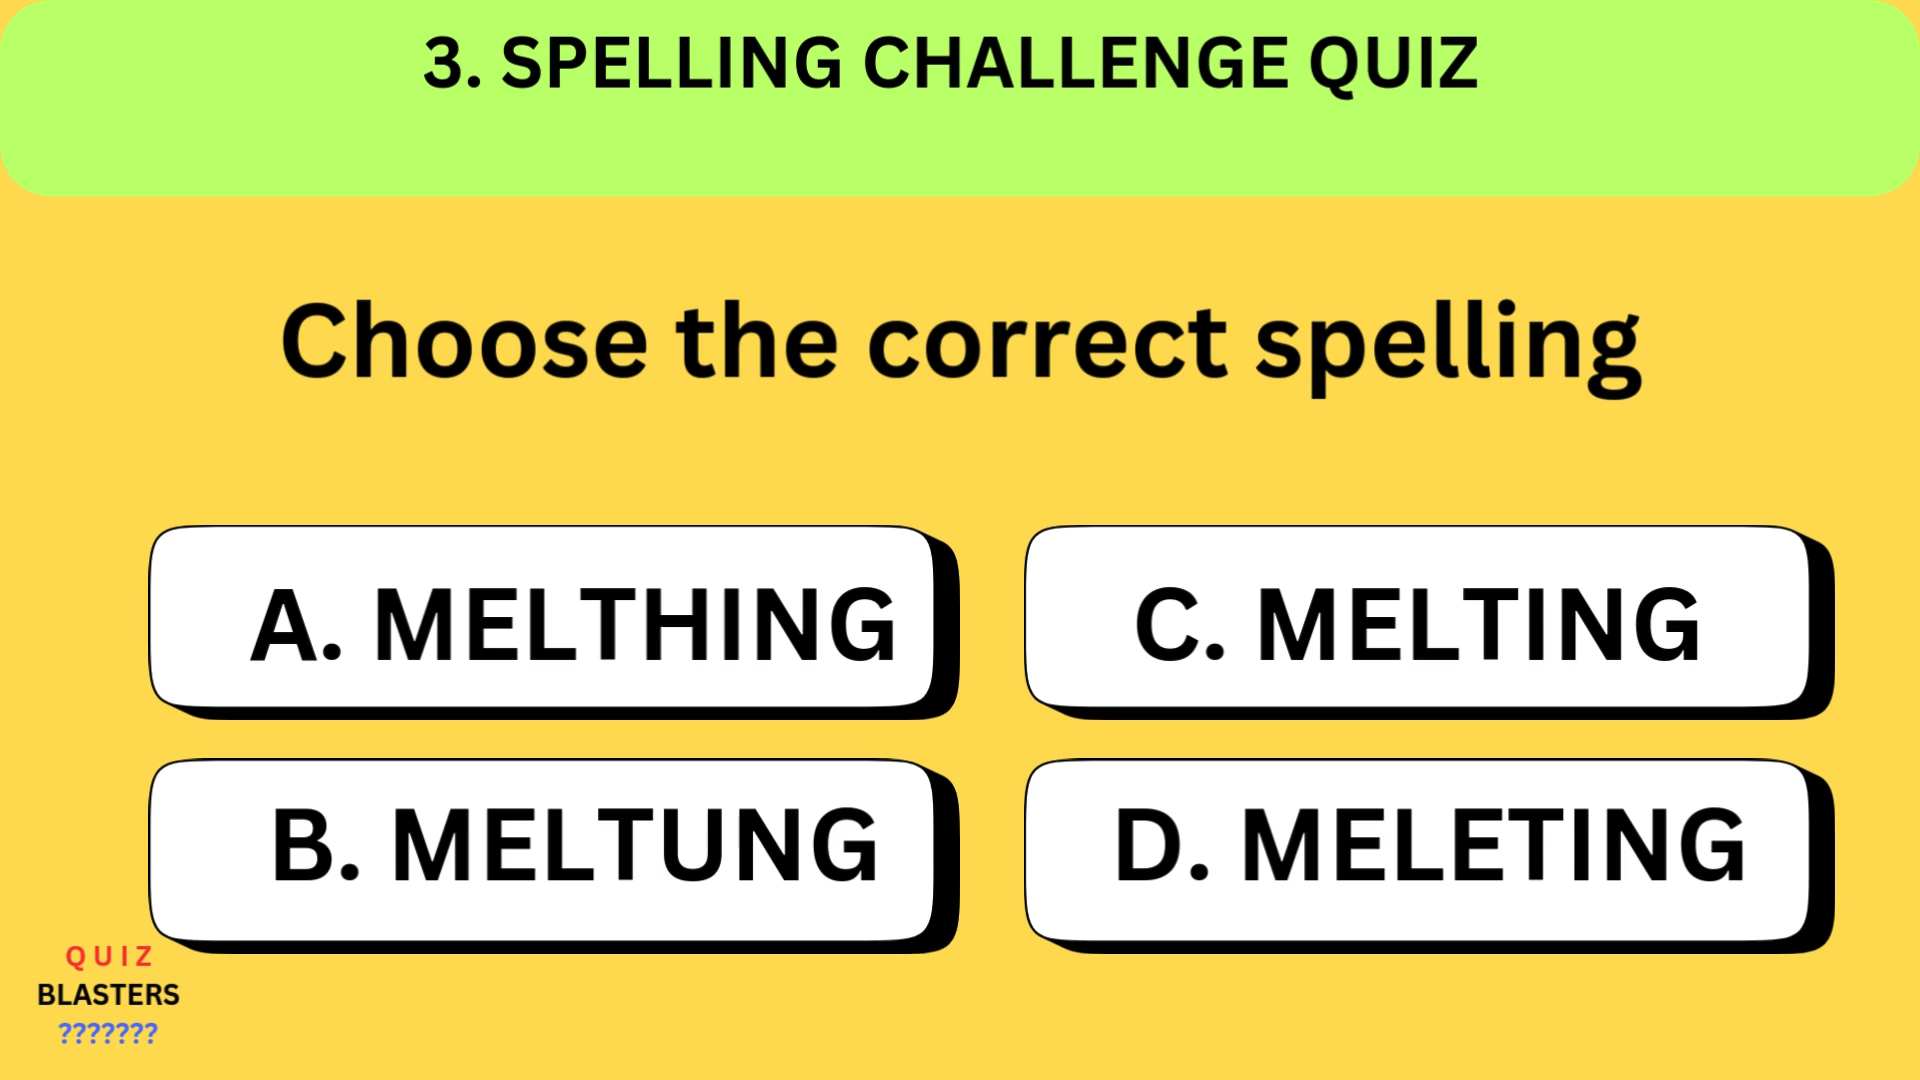 3. SPELLING CHALLENGE QUIZ
Choose the correct spelling
A. MELTHING
C. MELTING
B. MELTUNG
D. MELETING
QUIZ
BLASTERS
???????